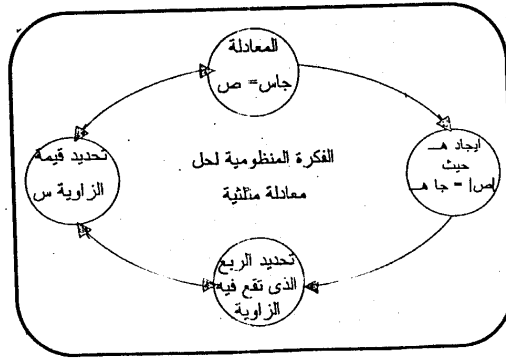 المعادلة
جاس= ص
ايجاد هـ
حيث
|ص| = جا هـ
تحديد الربع
الذى تقع فيه
الزاوية
تحديد قيمة
الزاوية س
الفكرة المنظومية لحل
معادلة مثلثية